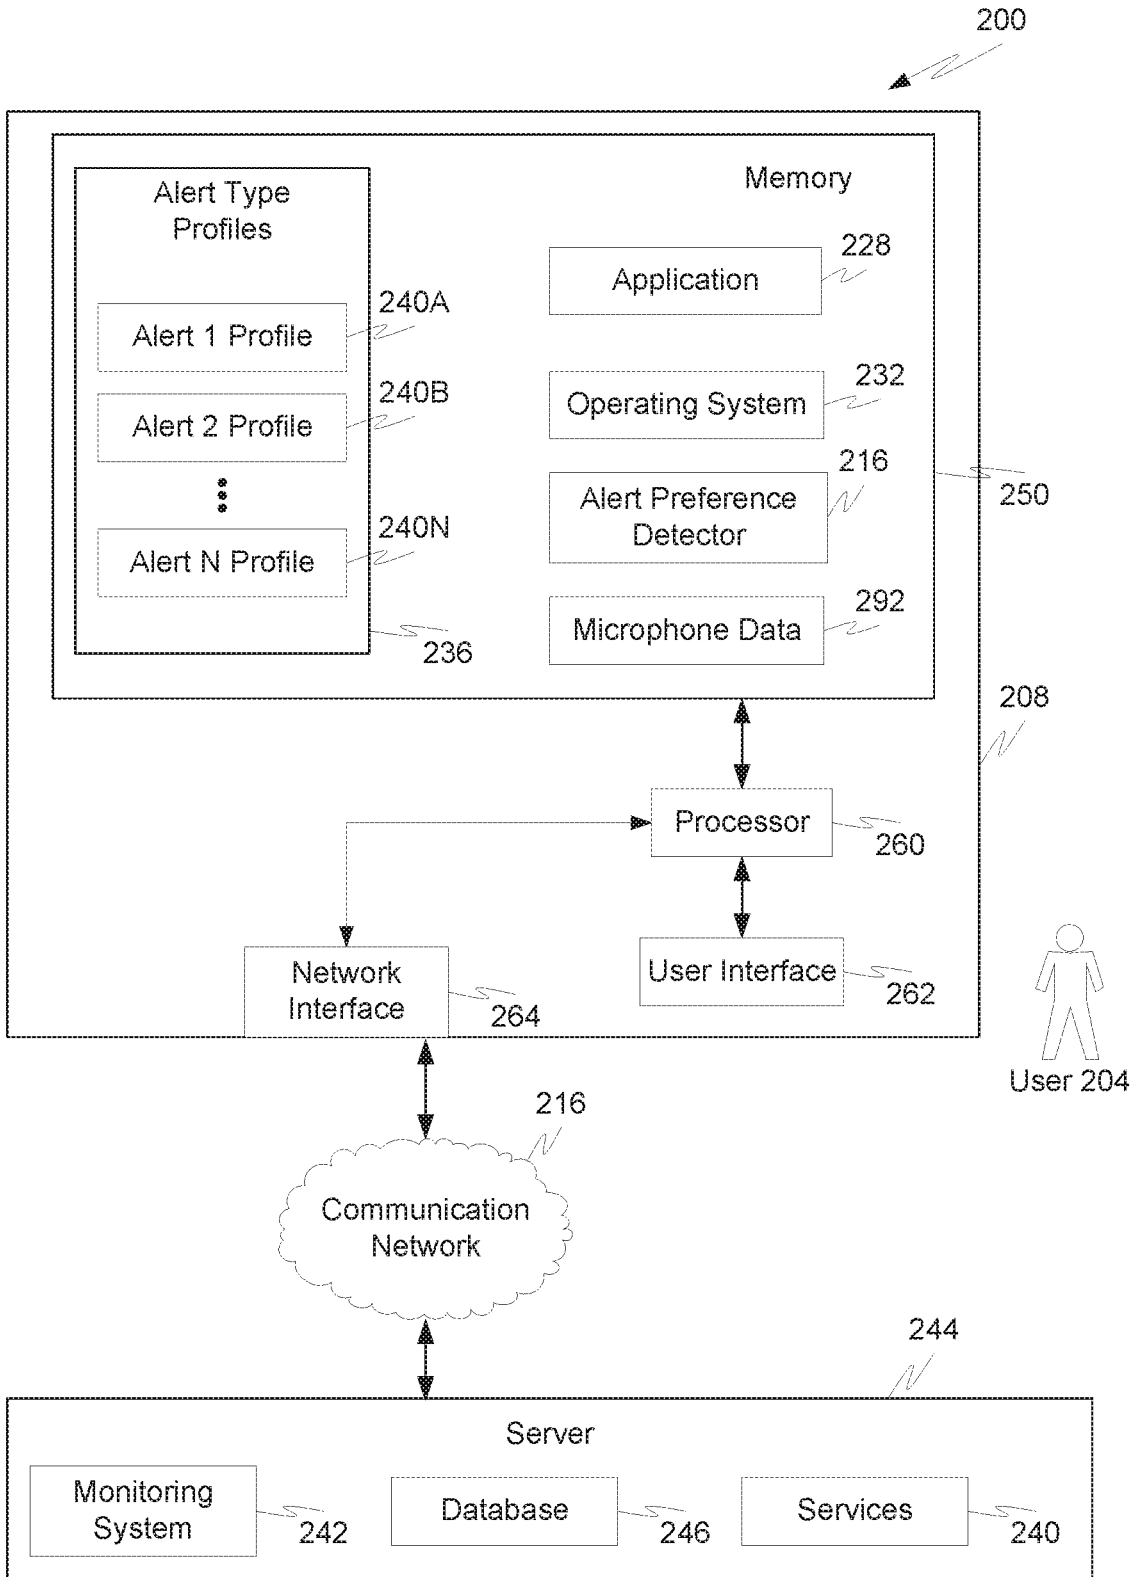 200
Memory
Alert Type
Profiles
228
Application
240A
Alert 1 Profile
232
Operating System
240B
Alert 2 Profile
216
Alert Preference
Detector
250
240N
Alert N Profile
292
Microphone Data
236
208
Processor
260
Network
Interface
264
User Interface
262
User 204
216
Communication
Network
244
Server
Monitoring
System
242
Database
246
Services
240